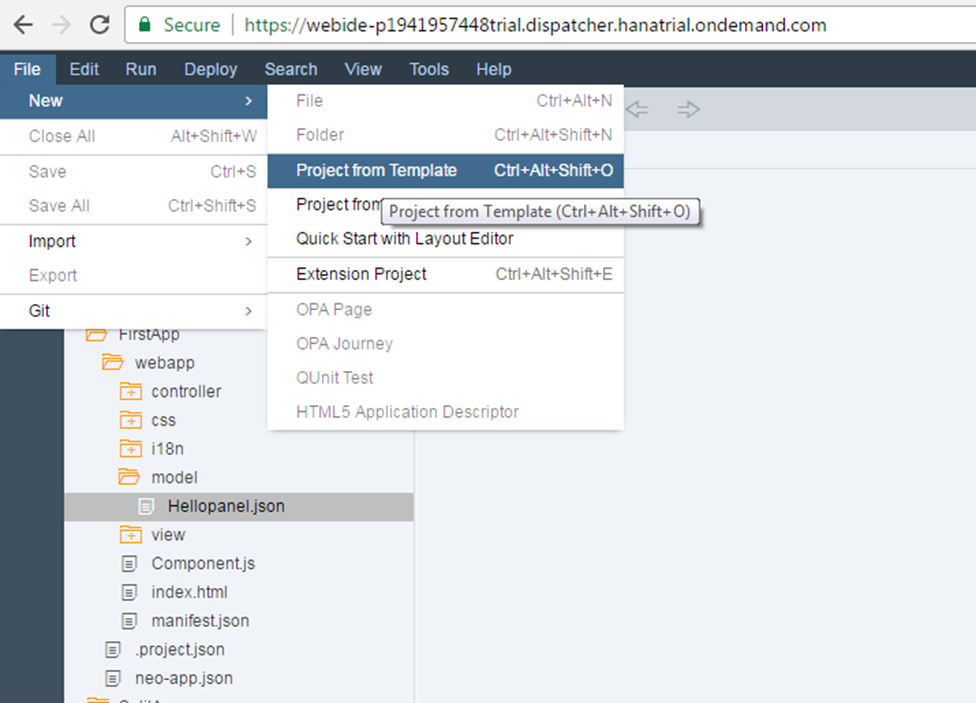 Secure https://webide-p1941957448trial.dispatcher.hanatrial.ondemand.com
File Edit Run Deploy Search View Tools Help
New
Close All Alt+Shift+W
Save Ctrl+S
Save All Ctrl+Shift+S
Import
Export
Git
File Ctrl+Alt+N
Folder Ctrl+Alt+Shift+N
Project from Template Ctrl+Alt+Shift+O
Project from
Project from Template (Ctrl+Alt+Shift+O)
Quick Start with Layout Editor
Extension Project Ctrl+Alt+Shift+E
OPA Page
OPA Journey
QUnit Test
HTML5 Application Descriptor
FirstApp
webapp
controller
css
i18n
model
Hellopanel.json
view
Component.js
index.html
manifest.json
.project.json
neo-app.json